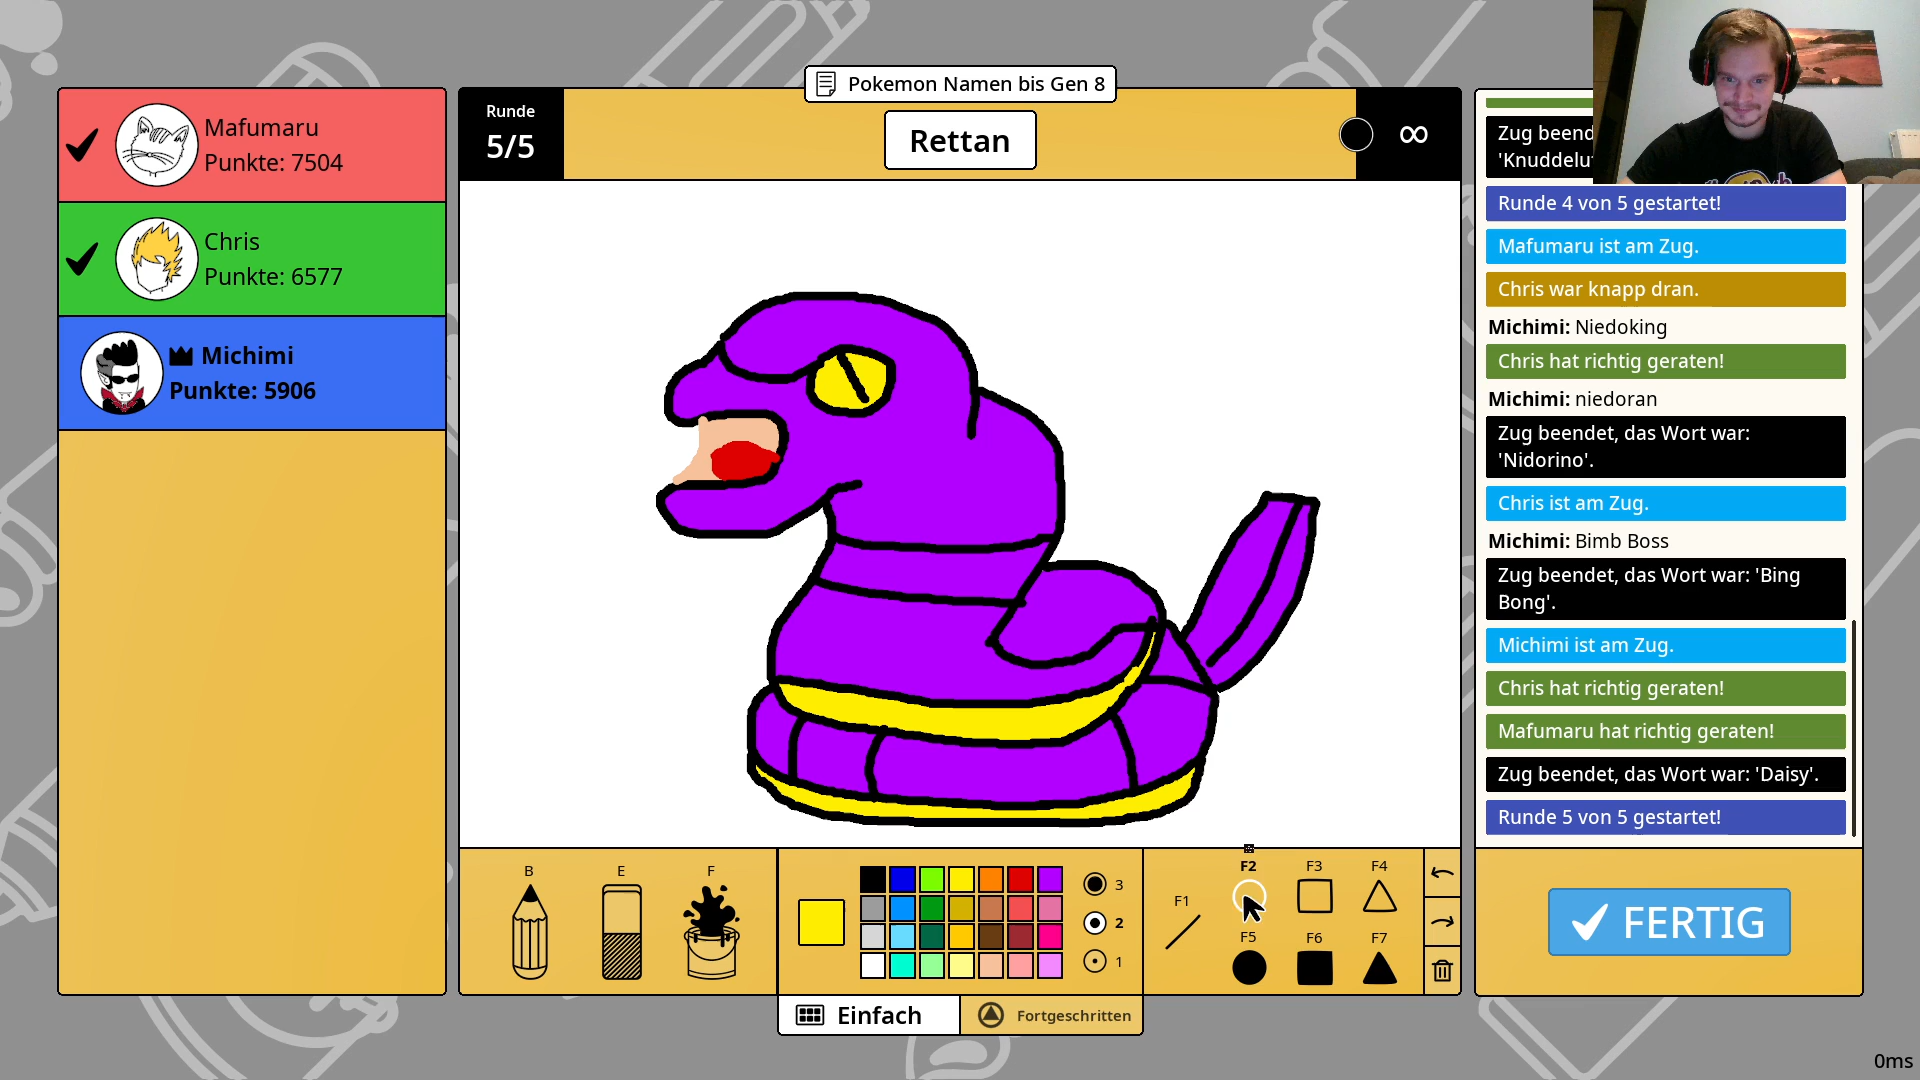 Pokemon Namen bis Gen 8
Runde
5/5
Rettan
∞
Mafumaru
Punkte: 7504
Chris
Punkte: 6577
Michimi
Punkte: 5906
Zug beend
Runde 4 von 5 gestartet!
Mafumaru ist am Zug.
Chris war knapp dran.
Michimi: Niedoking
Chris hat richtig geraten!
Michimi: niedoran
Zug beendet, das Wort war:
'Nidorino'.
Chris ist am Zug.
Michimi: Bimb Boss
Zug beendet, das Wort war: 'Bing
Bong'.
Michimi ist am Zug.
Chris hat richtig geraten!
Mafumaru hat richtig geraten!
Zug beendet, das Wort war: 'Daisy'.
Runde 5 von 5 gestartet!
B
E
F
3
2
1
F1
F2
F3
F4
F5
F6
F7
FERTIG
Einfach
Fortgeschritten
0ms